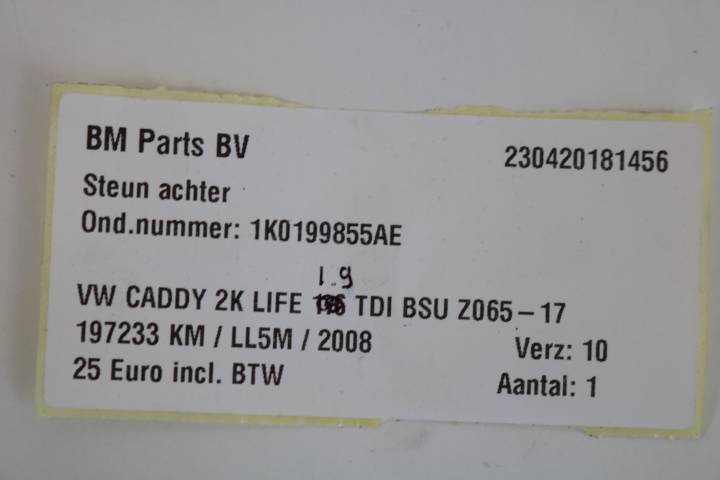 BM Parts BV 230420181456
Steun achter
Ond.nummer: 1K0199855AE
1.9
VW CADDY 2K LIFE TDI BSU Z065-17
197233 KM / LL5M / 2008 Verz: 10
25 Euro incl. BTW Aantal: 1